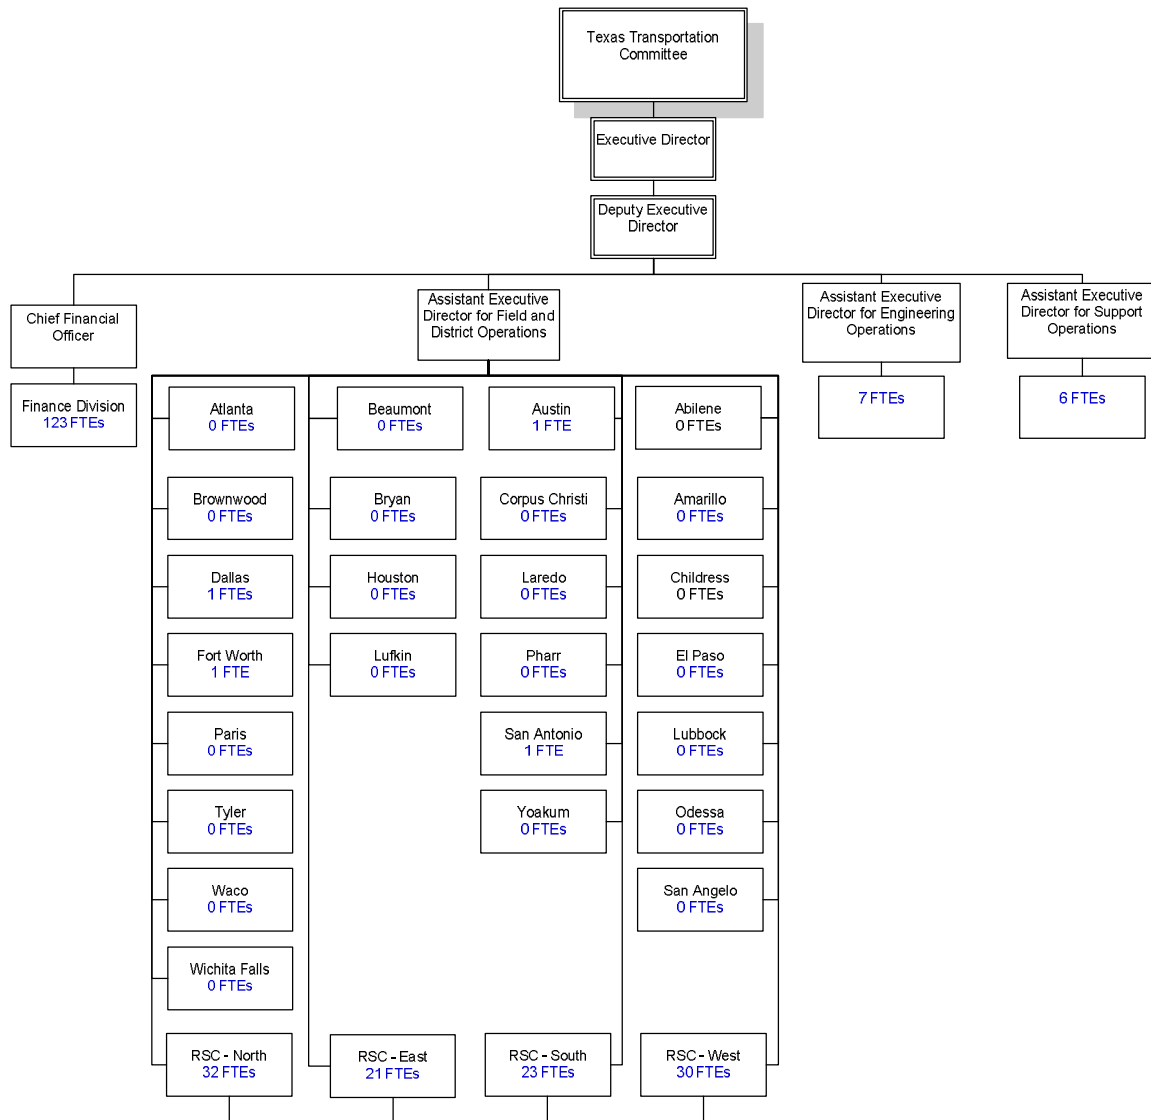 Texas Transportation
Committee
Executive Director
Deputy Executive
Director
Chief Financial
Officer
Assistant Executive
Director for Field and
District Operations
Assistant Executive
Director for Engineering
Operations
Assistant Executive
Director for Support
Operations
Finance Division
123 FTEs
7 FTEs
6 FTEs
Atlanta
0 FTEs
Beaumont
0 FTEs
Austin
1 FTE
Abilene
0 FTEs
Brownwood
0 FTEs
Bryan
0 FTEs
Corpus Christi
0 FTEs
Amarillo
0 FTEs
Dallas
1 FTEs
Houston
0 FTEs
Laredo
0 FTEs
Childress
0 FTEs
Fort Worth
1 FTE
Lufkin
0 FTEs
Pharr
0 FTEs
El Paso
0 FTEs
Paris
0 FTEs
San Antonio
1 FTE
Lubbock
0 FTEs
Tyler
0 FTEs
Yoakum
0 FTEs
Odessa
0 FTEs
Waco
0 FTEs
San Angelo
0 FTEs
Wichita Falls
0 FTEs
RSC - North
32 FTEs
RSC - East
21 FTEs
RSC - South
23 FTEs
RSC - West
30 FTEs